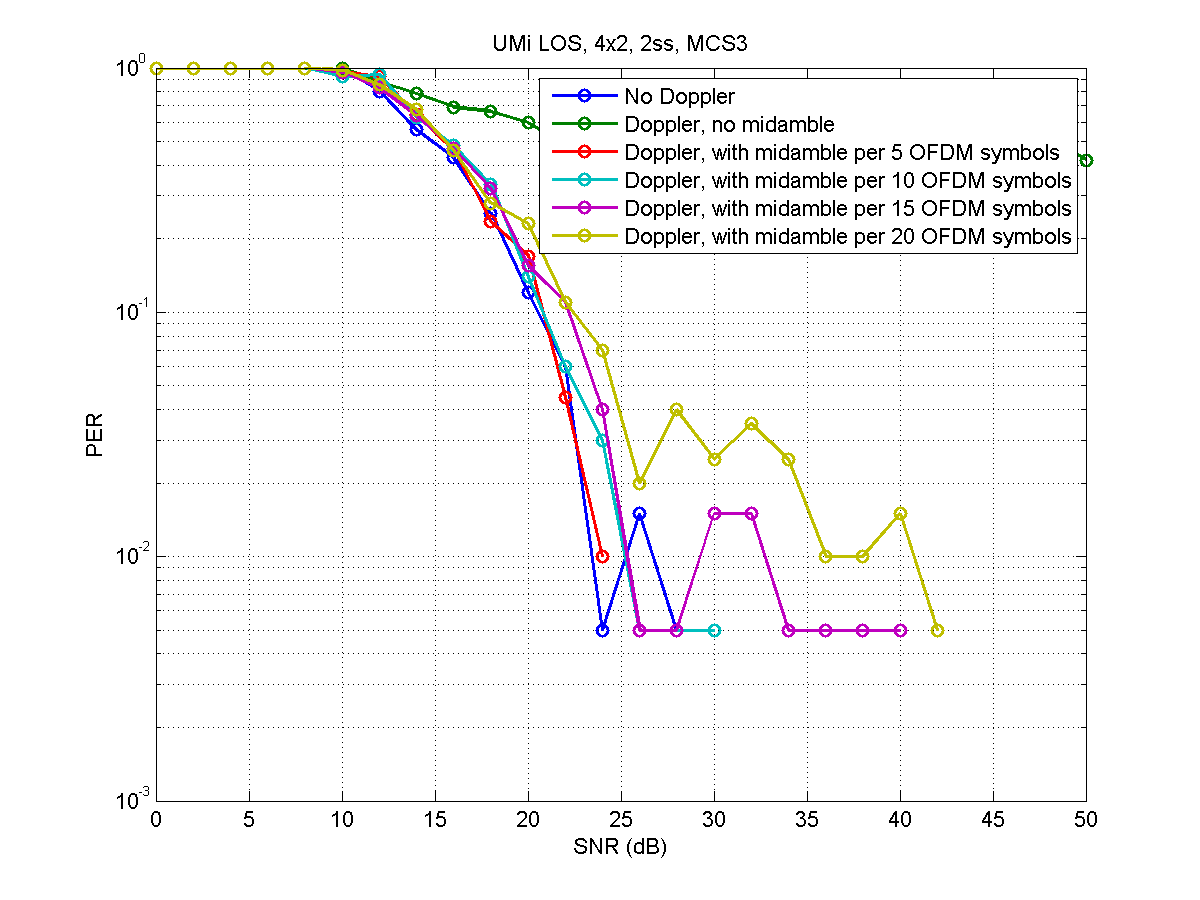 UMi LOS, 4x2, 2ss, MCS3
No Doppler
Doppler, no midamble
Doppler, with midamble per 5 OFDM symbols
Doppler, with midamble per 10 OFDM symbols
Doppler, with midamble per 15 OFDM symbols
Doppler, with midamble per 20 OFDM symbols
10^0
10^-1
10^-2
10^-3
PER
0 5 10 15 20 25 30 35 40 45 50
SNR (dB)